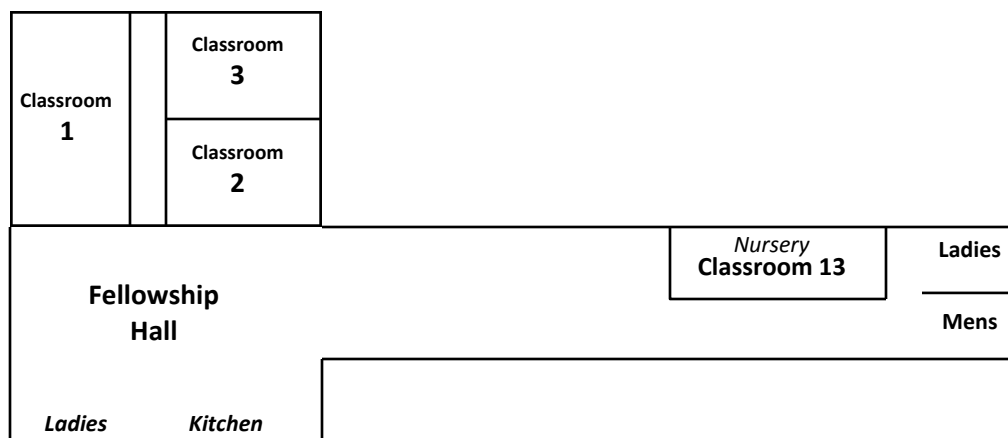 Classroom
3
Classroom
1
Classroom
2
Nursery
Classroom 13
Ladies
Mens
Fellowship
Hall
Ladies
Kitchen